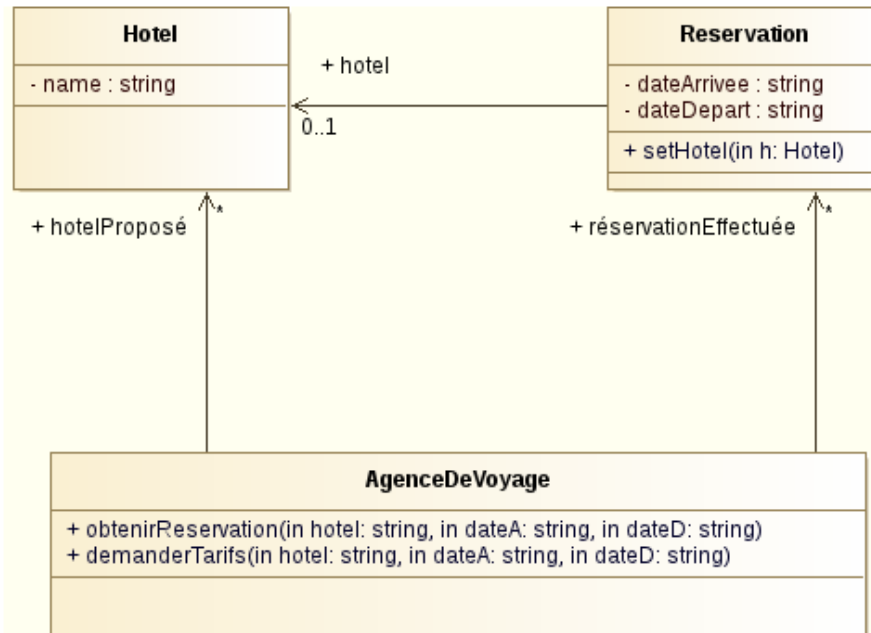 Hotel
- name : string
+ hotel
0..1
Reservation
- dateArrivee : string
- dateDepart : string
+ setHotel(in h: Hotel)
*
+ hotelProposé
*
+ réservationEffectuée
AgenceDeVoyage
+ obtenirReservation(in hotel: string, in dateA: string, in dateD: string)
+ demanderTarifs(in hotel: string, in dateA: string, in dateD: string)